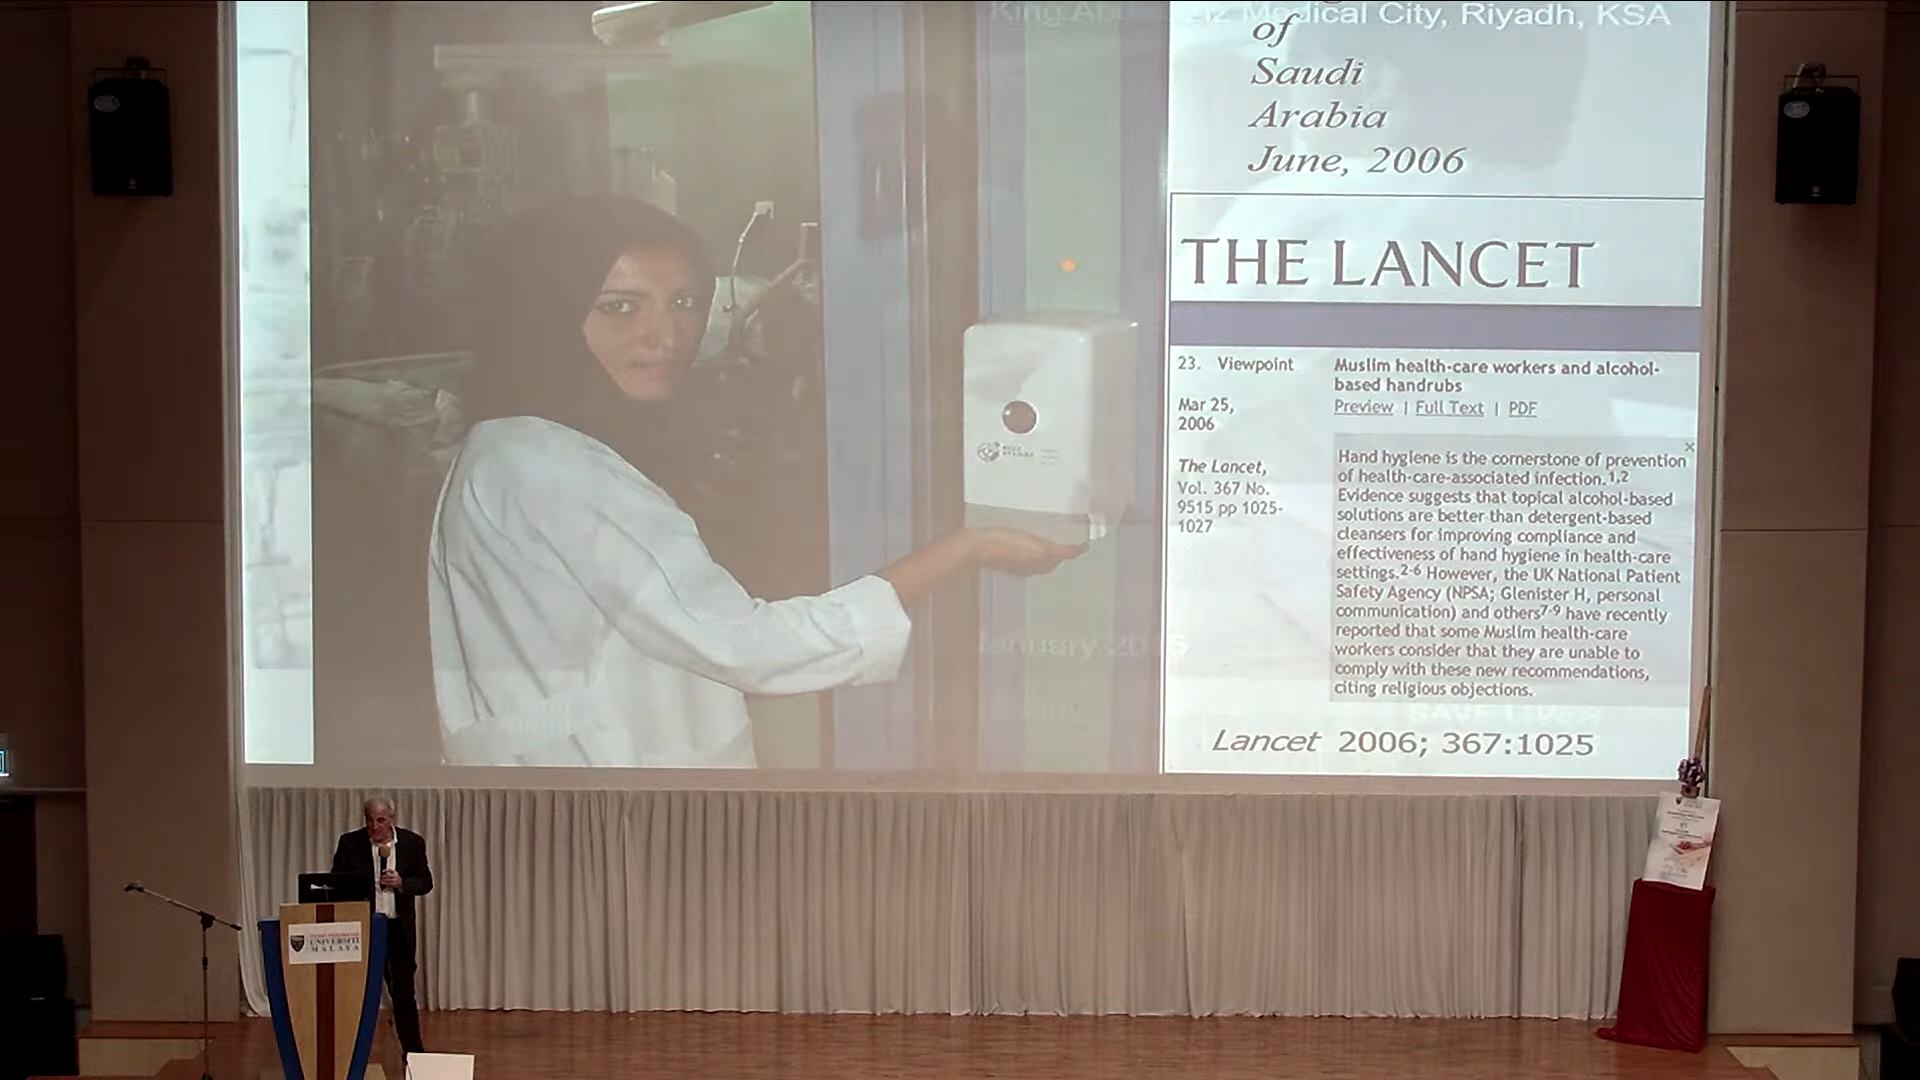 Medical City, Riyadh, KSA
of
Saudi
Arabia
June, 2006
THE LANCET
23. Viewpoint
Mar 25,
2006
The Lancet,
Vol. 367 No.
9515 pp 1025-
1027
Muslim health-care workers and alcohol-
based handrubs
Preview | Full Text | PDF
Hand hygiene is the cornerstone of prevention
of health-care-associated infection.1,2
Evidence suggests that topical alcohol-based
solutions are better than detergent-based
cleansers for improving compliance and
effectiveness of hand hygiene in health-care
settings.2-6 However, the UK National Patient
Safety Agency (NPSA; Glenister H, personal
communication) and others7-9 have recently
reported that some Muslim health-care
workers consider that they are unable to
comply with these new recommendations,
citing religious objections.
Lancet 2006; 367:1025
UNIVERSITI
MALAYA